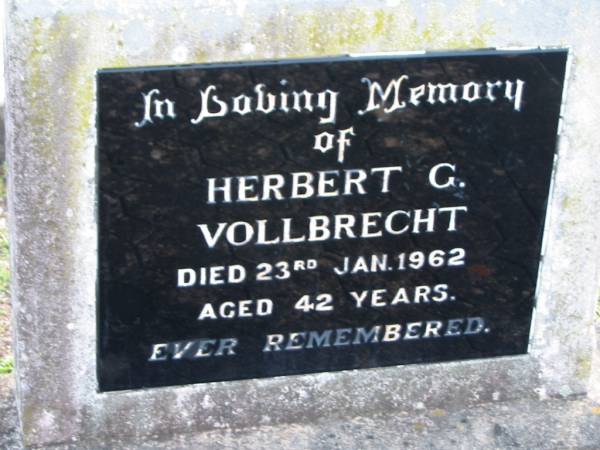 In Loving Memory
of
HERBERT G.
VOLLBRECHT
DIED 23RD JAN. 1962
AGED 42 YEARS.
EVER REMEMBERED.